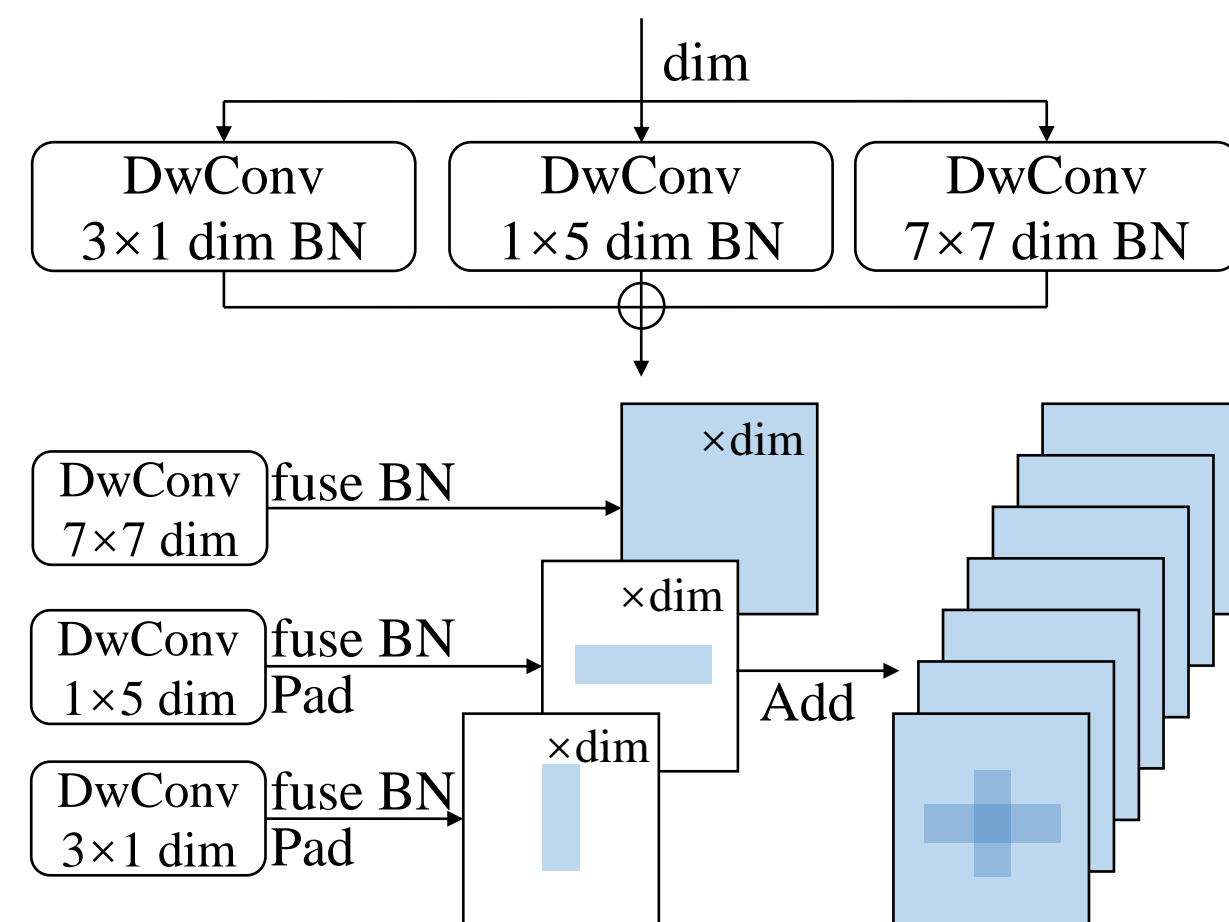 dim
DwConv
3×1 dim BN
DwConv
1×5 dim BN
DwConv
7×7 dim BN
×dim
DwConv
7×7 dim
fuse BN
×dim
DwConv
1×5 dim
fuse BN
Pad
Add
×dim
DwConv
3×1 dim
fuse BN
Pad